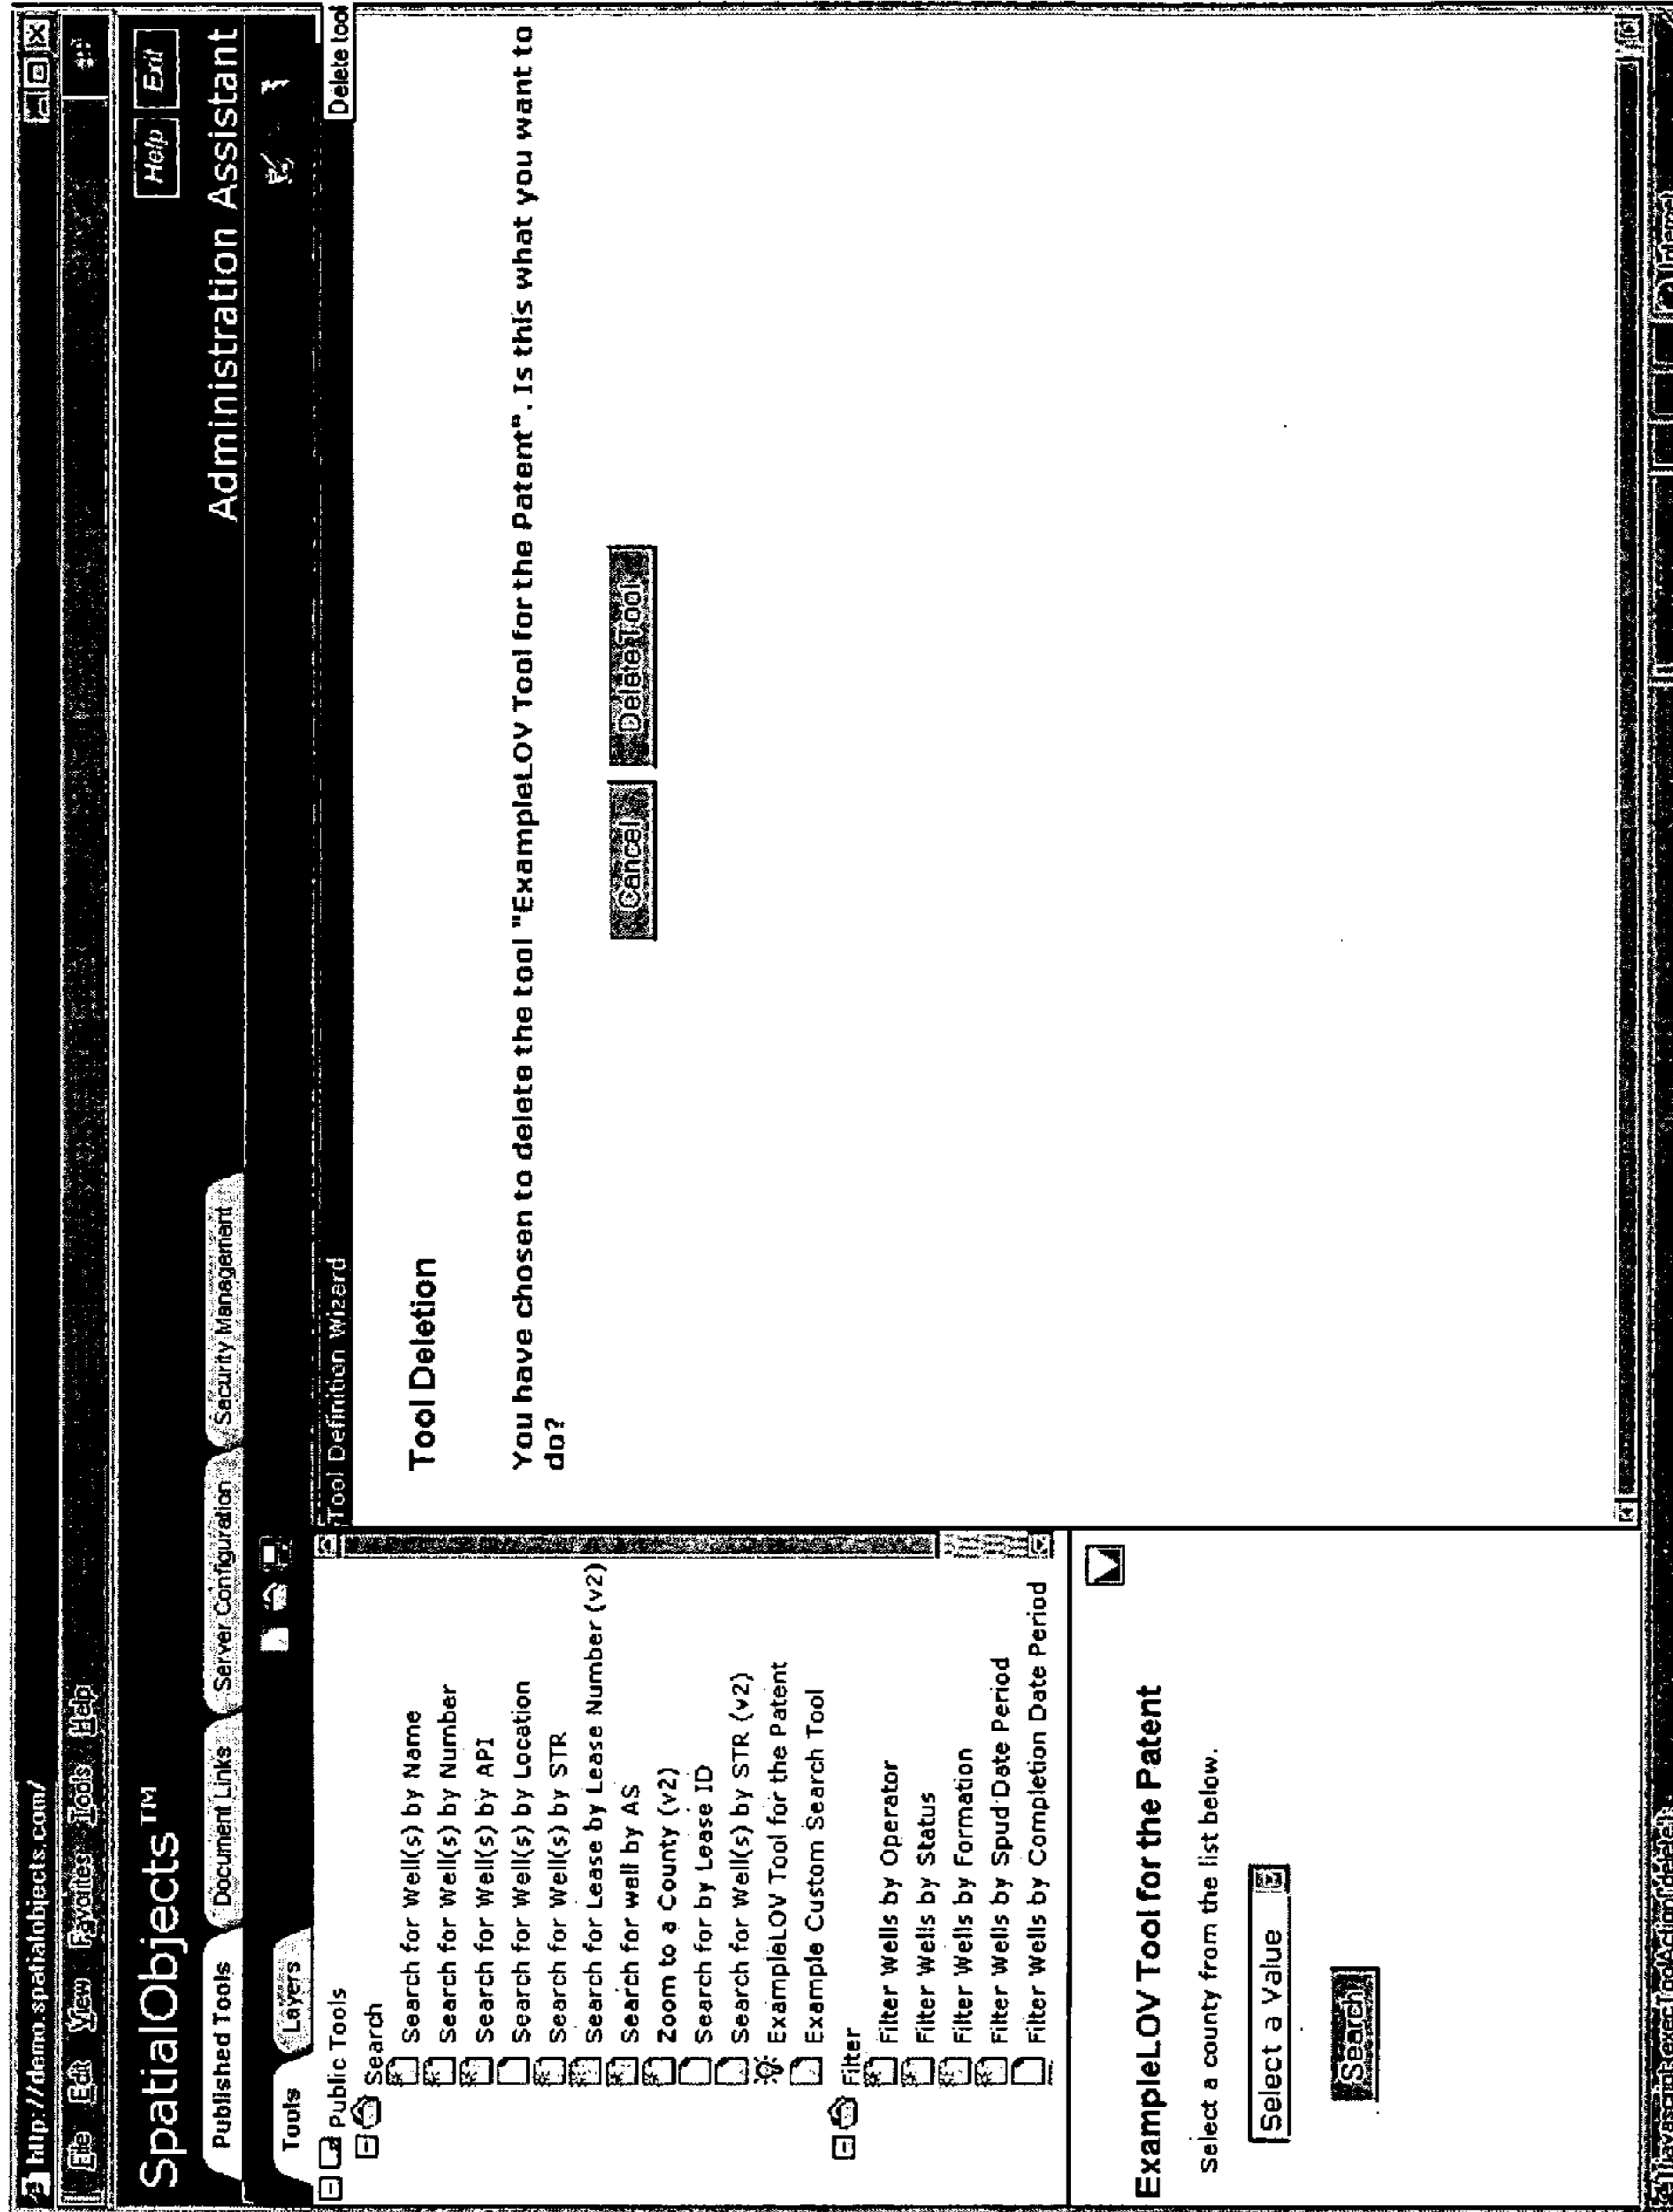 http://demo.spatialobjects.com/
File Edit View Favorites Tools Help
SpatialObjects™
Help Exit
Published Tools Document Links Server Configuration Security Management
Administration Assistant
Tools Layers
Tool Definition Wizard
Delete tool
Public Tools
Search
Search for Well(s) by Name
Search for Well(s) by Number
Search for Well(s) by API
Search for Well(s) by Location
Search for Well(s) by STR
Search for Lease by Lease Number (v2)
Search for well by AS
Zoom to a County (v2)
Search for by Lease ID
Search for Well(s) by STR (v2)
ExampleLOV Tool for the Patent
Example Custom Search Tool
Filter
Filter Wells by Operator
Filter Wells by Status
Filter Wells by Formation
Filter Wells by Spud Date Period
Filter Wells by Completion Date Period
ExampleLOV Tool for the Patent
Select a county from the list below.
Select a Value
Search
Tool Deletion
You have chosen to delete the tool "ExampleLOV Tool for the Patent". Is this what you want to
do?
Cancel Delete Tool
Internet